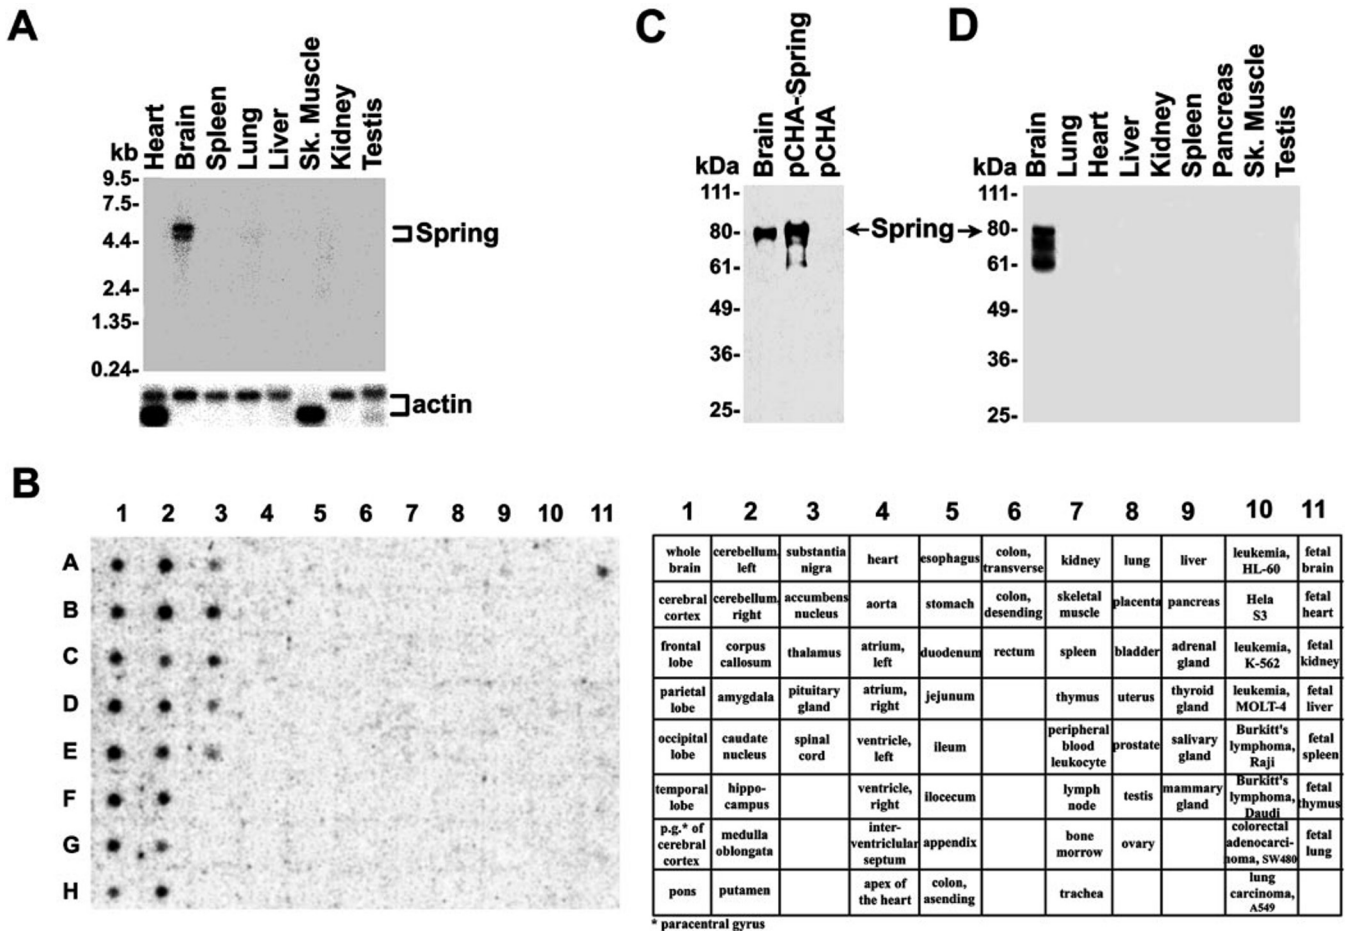 A
kb
Heart
Brain
Spleen
Lung
Liver
Sk. Muscle
Kidney
Testis
9.5-
7.5-
4.4-
2.4-
1.35-
0.24-
Spring
actin
C
kDa
Brain
pCHA-Spring
pCHA
111-
80-
61-
49-
36-
25-
←Spring→
D
kDa
Brain
Lung
Heart
Liver
Kidney
Spleen
Pancreas
Sk. Muscle
Testis
111-
80-
61-
49-
36-
25-
B
1 2 3 4 5 6 7 8 9 10 11
A
B
C
D
E
F
G
H
1 2 3 4 5 6 7 8 9 10 11
whole
brain
cerebellum,
left
substantia
nigra
heart
esophagus
colon,
transverse
kidney
lung
liver
leukemia,
HL-60
fetal
brain
cerebral
cortex
cerebellum,
right
accumbens
nucleus
aorta
stomach
colon,
desending
skeletal
muscle
placenta
pancreas
Hela
S3
fetal
heart
frontal
lobe
corpus
callosum
thalamus
atrium,
left
duodenum
rectum
spleen
bladder
adrenal
gland
leukemia,
K-562
fetal
kidney
parietal
lobe
amygdala
pituitary
gland
atrium,
right
jejunum
thymus
uterus
thyroid
gland
leukemia,
MOLT-4
fetal
liver
occipital
lobe
caudate
nucleus
spinal
cord
ventricle,
left
ileum
peripheral
blood
leukocyte
prostate
salivary
gland
Burkitt's
lymphoma,
Raji
fetal
spleen
temporal
lobe
hippo-
campus
ventricle,
right
ilocecum
lymph
node
testis
mammary
gland
Burkitt's
lymphoma,
Daudi
fetal
thymus
p.g.* of
cerebral
cortex
medulla
oblongata
inter-
ventriclular
septum
appendix
bone
morrow
ovary
colorectal
adenocarci-
noma, SW480
fetal
lung
pons
putamen
apex of
the heart
colon,
asending
trachea
lung
carcinoma,
A549
* paracentral gyrus